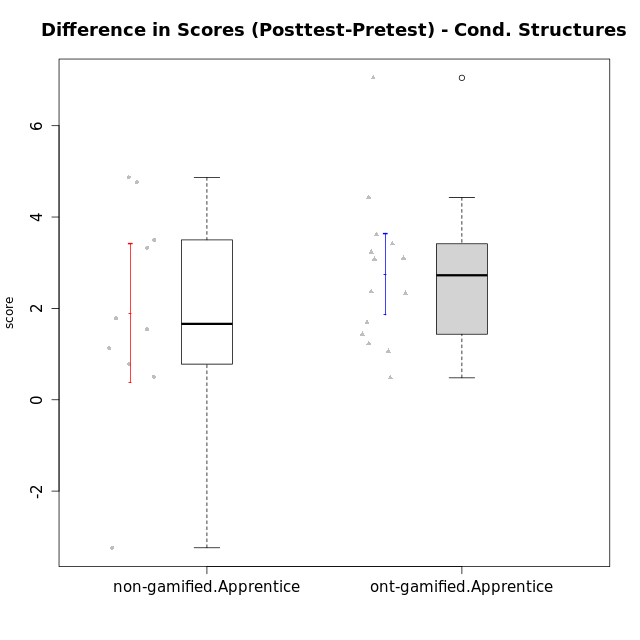 Difference in Scores (Posttest-Pretest) - Cond. Structures
6
4
2
0
-2
score
non-gamified.Apprentice
ont-gamified.Apprentice